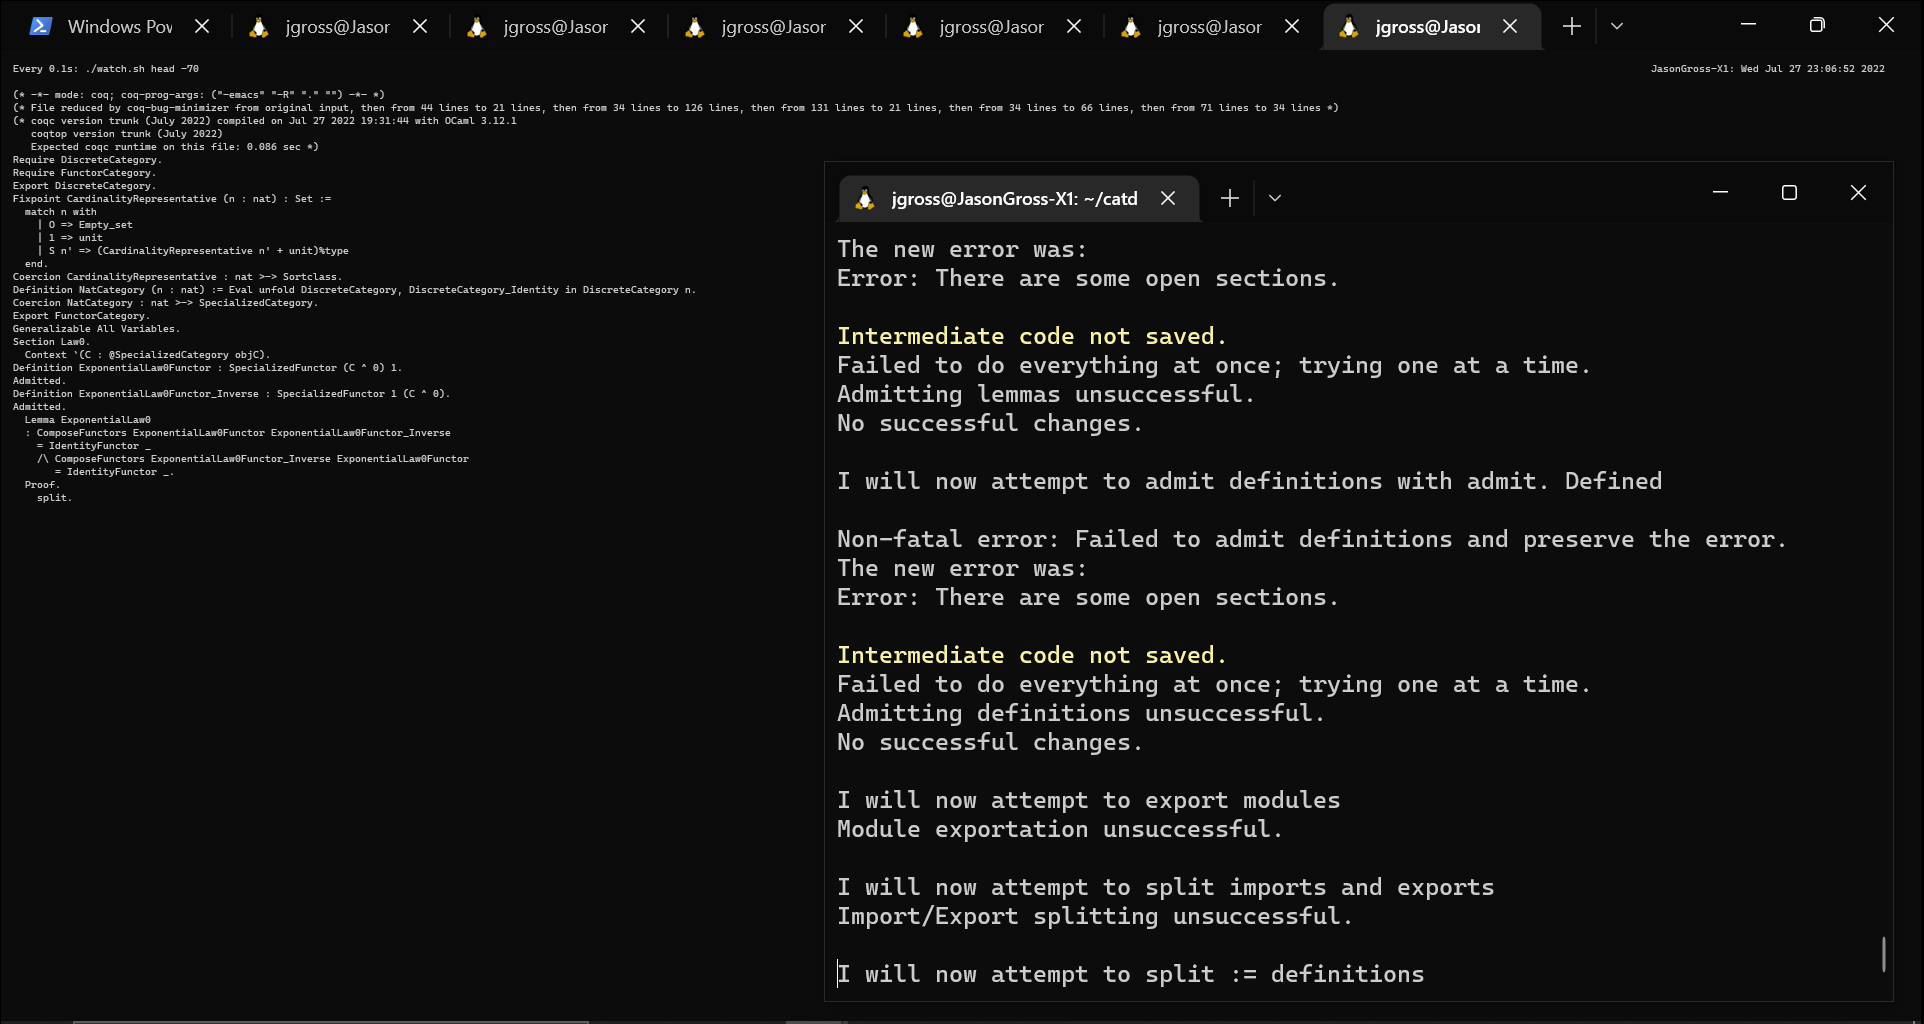 Windows Pov
jgross@Jasor
jgross@Jasor
jgross@Jasor
jgross@Jasor
jgross@Jasor
jgross@Jasor
Every 0.1s: ./watch.sh head -70
JasonGross-X1: Wed Jul 27 23:06:52 2022
(* -*- mode: coq; coq-prog-args: ("-emacs" "-R" "." "") -*- *)
(* File reduced by coq-bug-minimizer from original input, then from 44 lines to 21 lines, then from 34 lines to 126 lines, then from 131 lines to 21 lines, then from 34 lines to 66 lines, then from 71 lines to 34 lines *)
(* coqc version trunk (July 2022) compiled on Jul 27 2022 19:31:44 with OCaml 3.12.1
   coqtop version trunk (July 2022)
   Expected coqc runtime on this file: 0.086 sec *)
Require DiscreteCategory.
Require FunctorCategory.
Export DiscreteCategory.
Fixpoint CardinalityRepresentative (n : nat) : Set :=
  match n with
    | O => Empty_set
    | 1 => unit
    | S n' => (CardinalityRepresentative n' + unit)%type
  end.
Coercion CardinalityRepresentative : nat >-> Sortclass.
Definition NatCategory (n : nat) := Eval unfold DiscreteCategory, DiscreteCategory_Identity in DiscreteCategory n.
Coercion NatCategory : nat >-> SpecializedCategory.
Export FunctorCategory.
Generalizable All Variables.
Section Law0.
  Context `(C : @SpecializedCategory objC).
Definition ExponentialLaw0Functor : SpecializedFunctor (C ^ 0) 1.
Admitted.
Definition ExponentialLaw0Functor_Inverse : SpecializedFunctor 1 (C ^ 0).
Admitted.
  Lemma ExponentialLaw0
  : ComposeFunctors ExponentialLaw0Functor ExponentialLaw0Functor_Inverse
    = IdentityFunctor _
    /\ ComposeFunctors ExponentialLaw0Functor_Inverse ExponentialLaw0Functor
       = IdentityFunctor _.
  Proof.
    split.
jgross@JasonGross-X1: ~/catd
The new error was:
Error: There are some open sections.
Intermediate code not saved.
Failed to do everything at once; trying one at a time.
Admitting lemmas unsuccessful.
No successful changes.
I will now attempt to admit definitions with admit. Defined
Non-fatal error: Failed to admit definitions and preserve the error.
The new error was:
Error: There are some open sections.
Intermediate code not saved.
Failed to do everything at once; trying one at a time.
Admitting definitions unsuccessful.
No successful changes.
I will now attempt to export modules
Module exportation unsuccessful.
I will now attempt to split imports and exports
Import/Export splitting unsuccessful.
I will now attempt to split := definitions